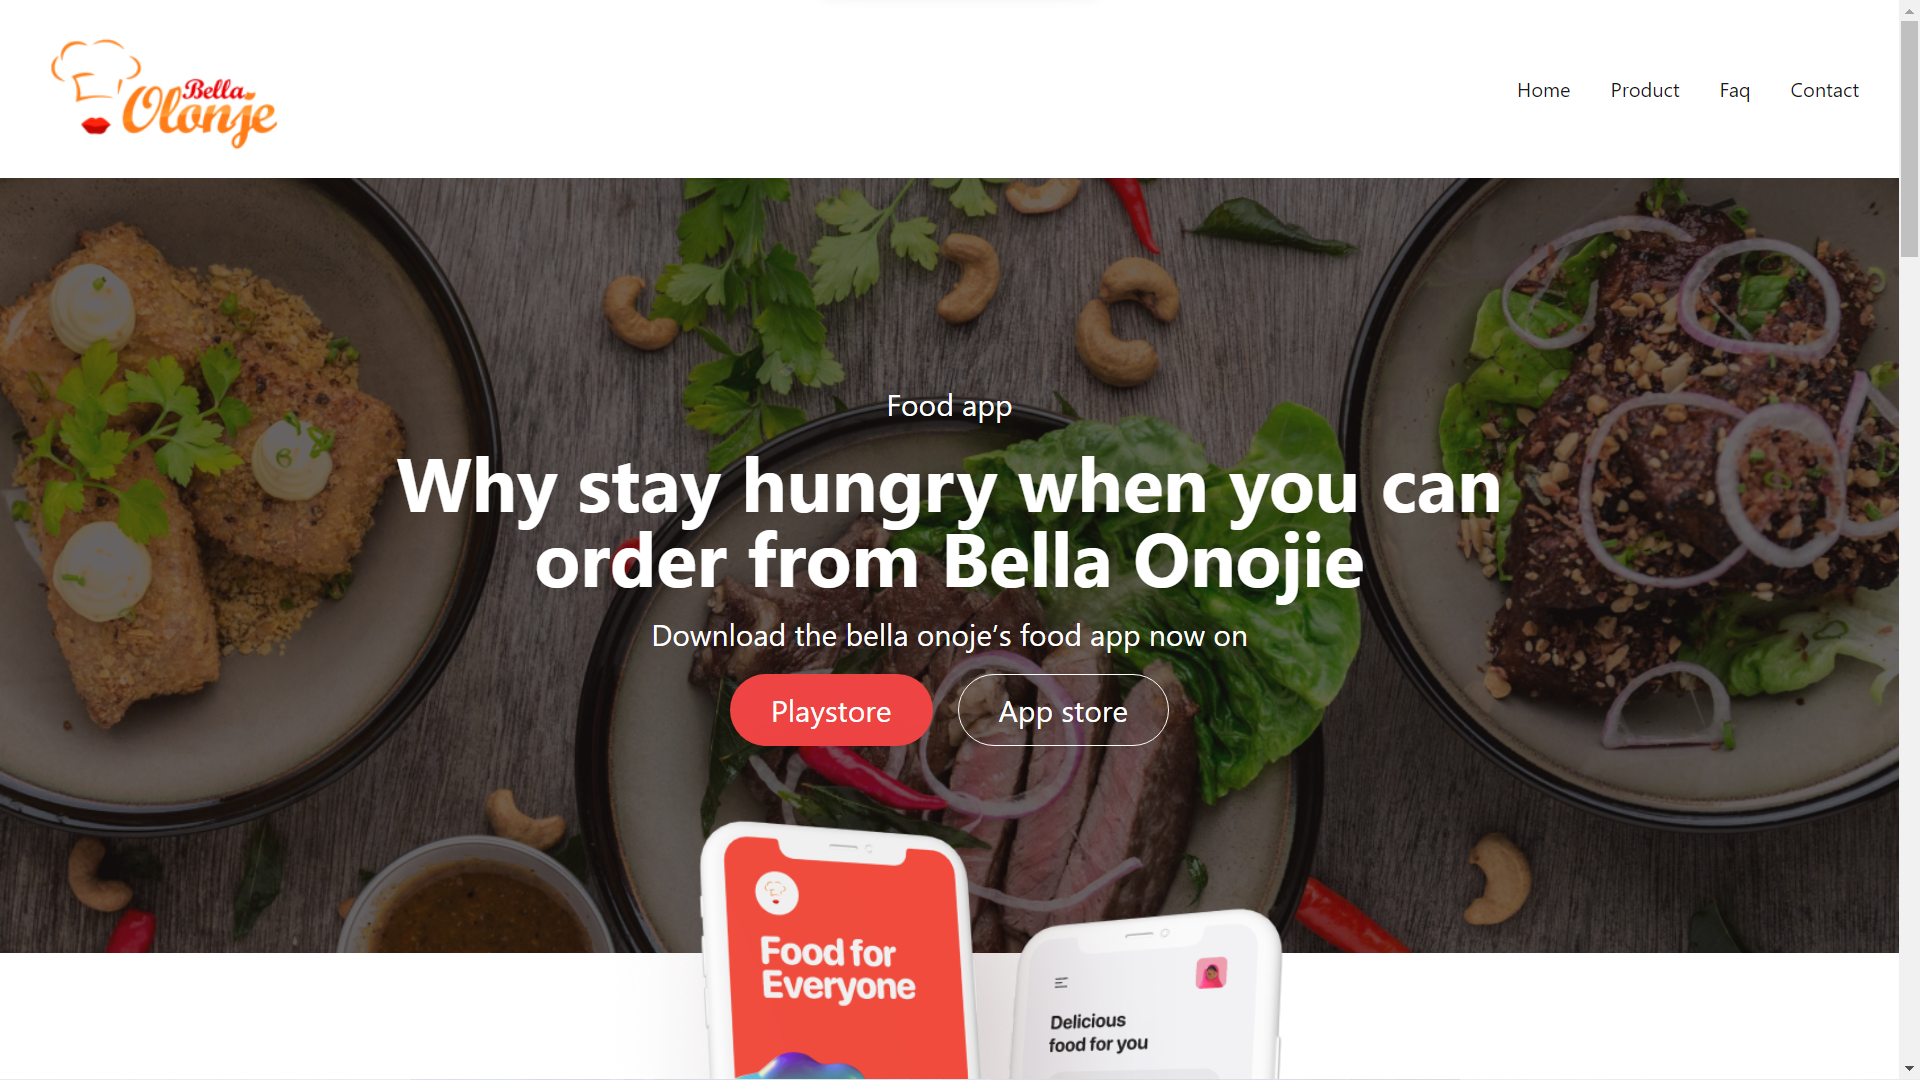 Bella
Olonje
Home
Product
Faq
Contact
Food app
Why stay hungry when you can
order from Bella Onojie
Download the bella onoje’s food app now on
Playstore
App store
Food for
Everyone
Delicious
food for you